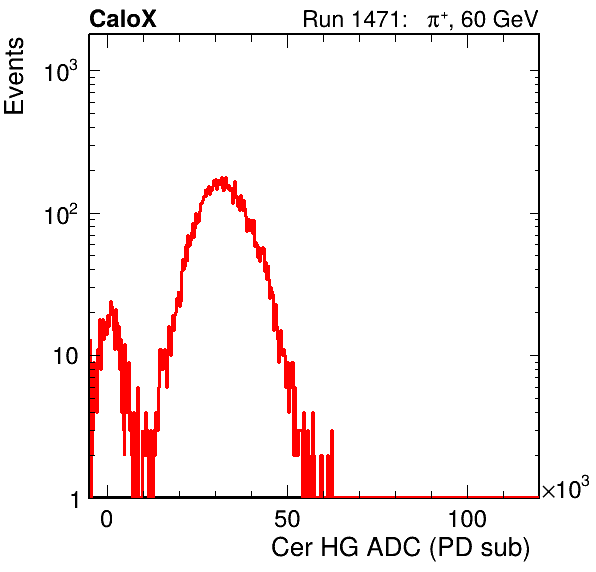 CaloX Run 1471: π⁺, 60 GeV
Events
10³
10²
10
1
0 50 100 ×10³
Cer HG ADC (PD sub)